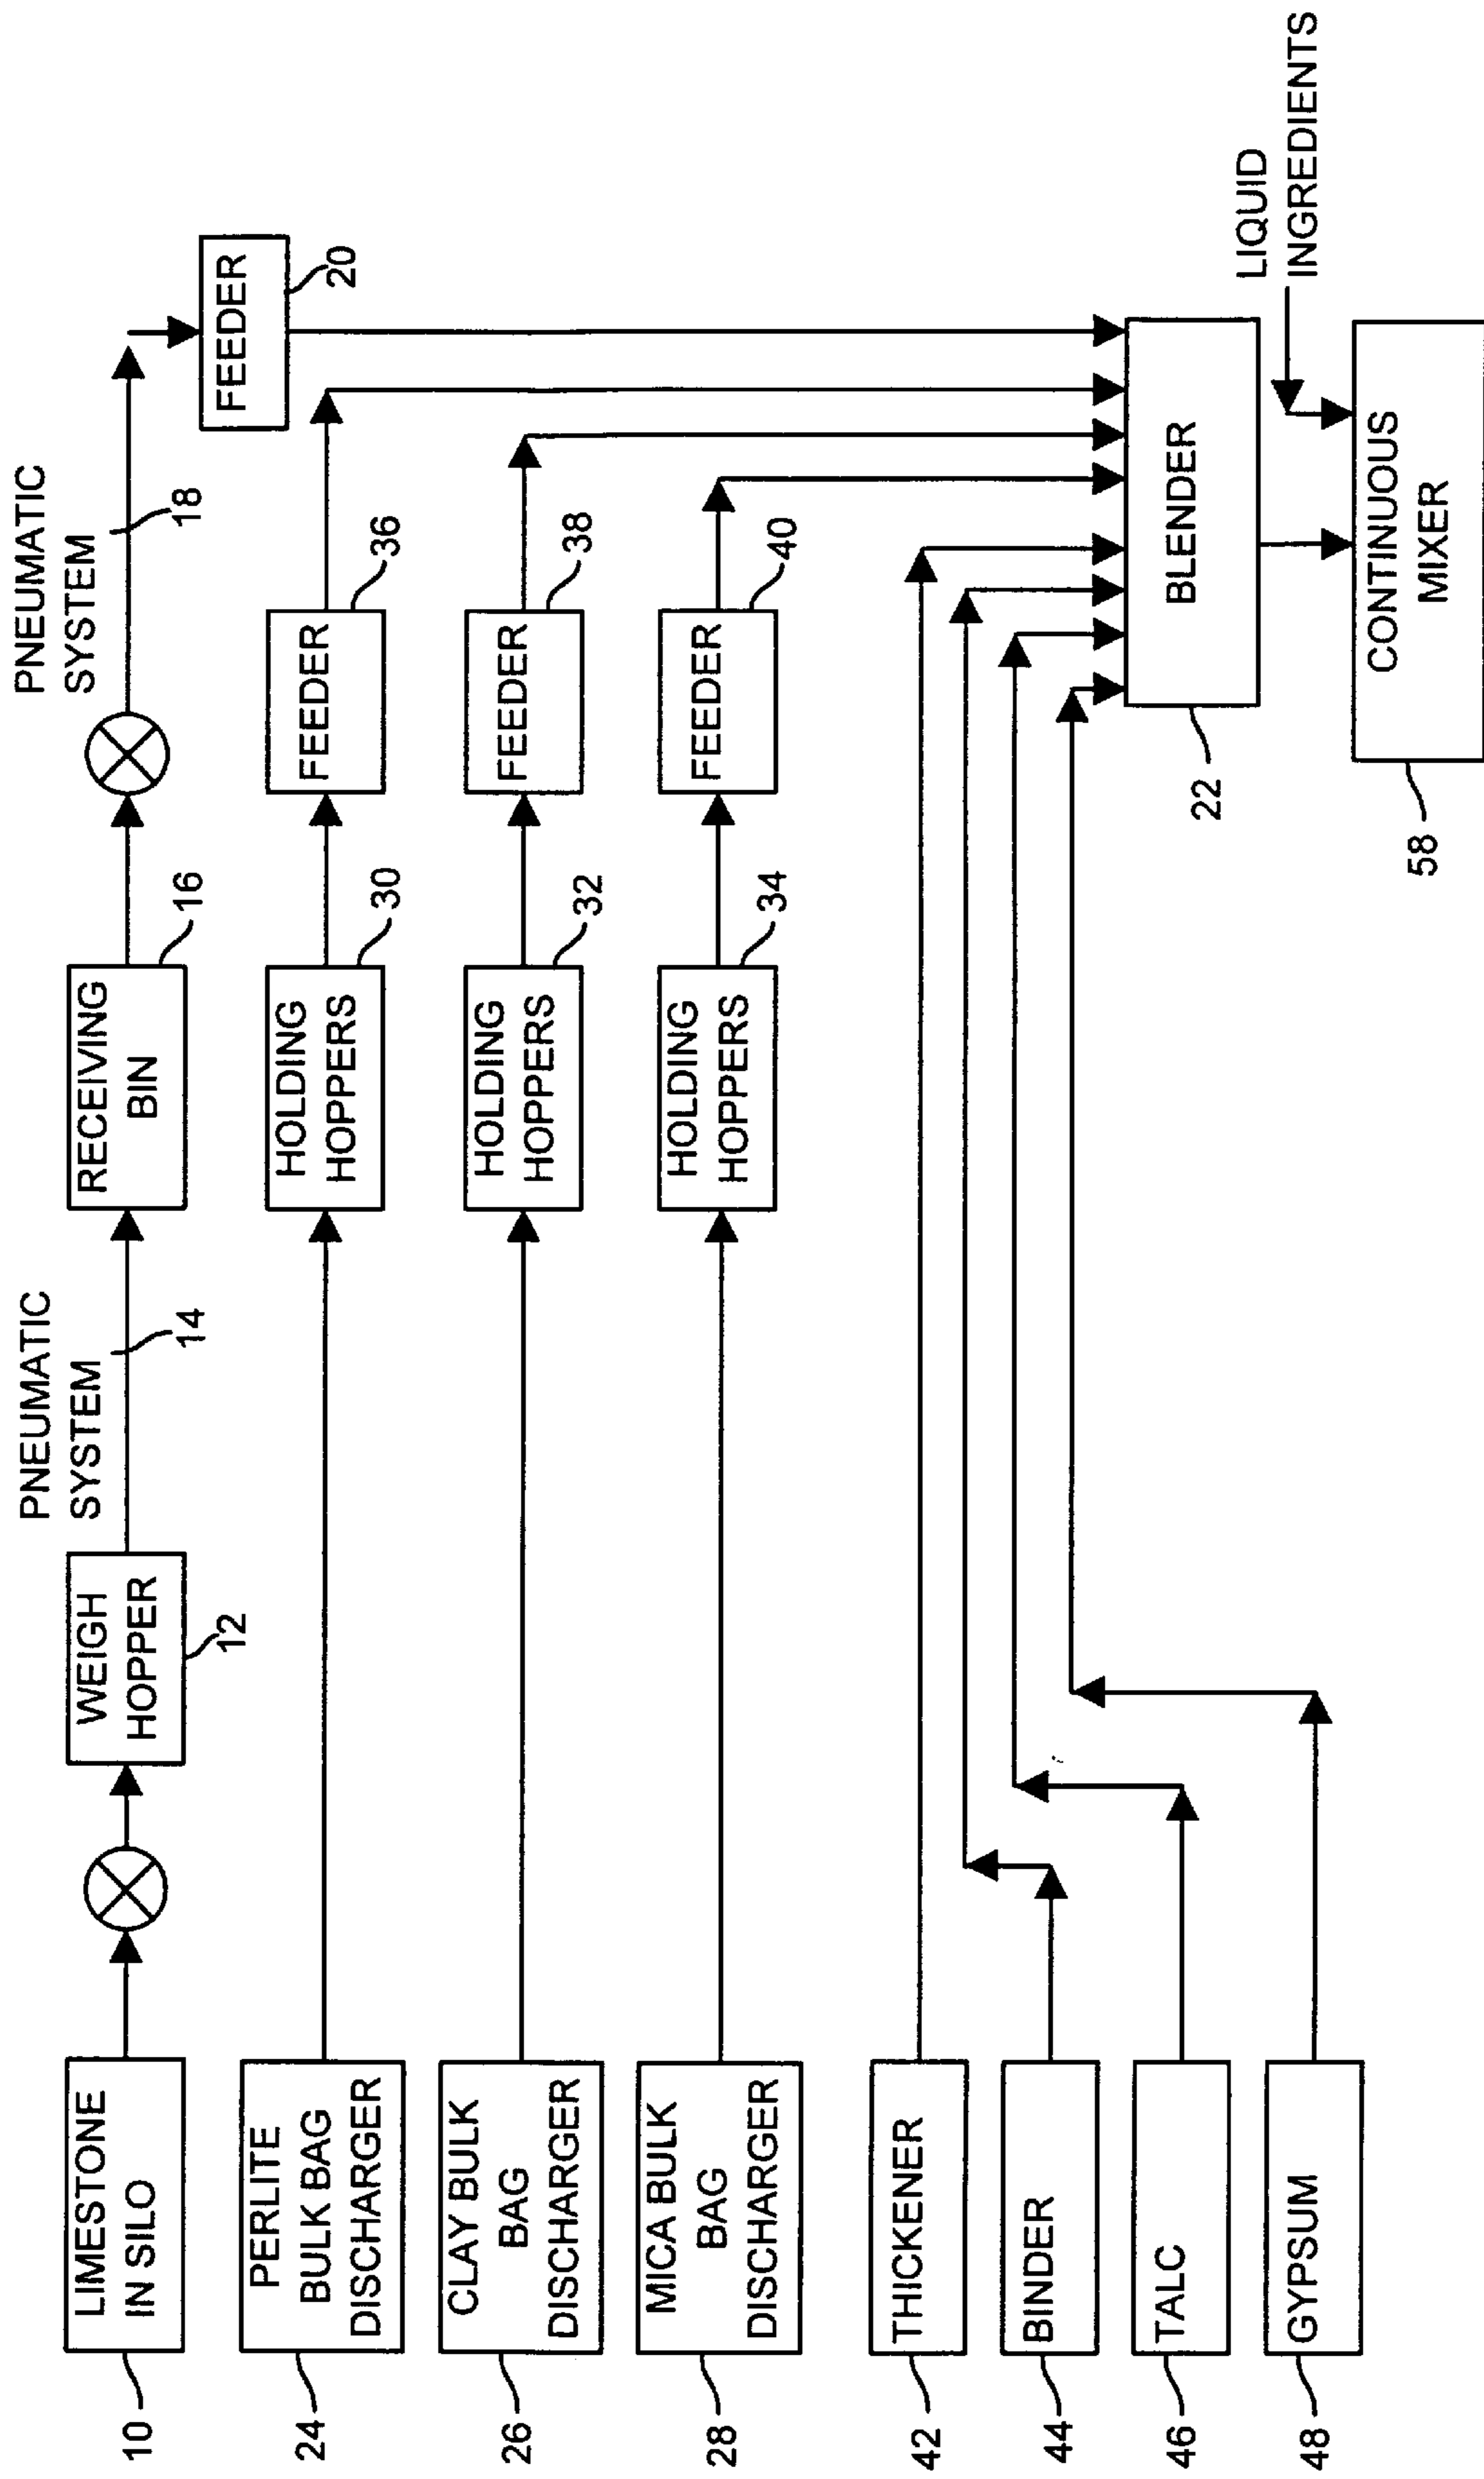 PNEUMATIC
SYSTEM
PNEUMATIC
SYSTEM
14
18
LIMESTONE
IN SILO
10
WEIGH
HOPPER
12
RECEIVING
BIN
16
FEEDER
20
PERLITE
BULK BAG
DISCHARGER
24
HOLDING
HOPPERS
30
FEEDER
36
CLAY BULK
BAG
DISCHARGER
26
HOLDING
HOPPERS
32
FEEDER
38
MICA BULK
BAG
DISCHARGER
28
HOLDING
HOPPERS
34
FEEDER
40
THICKENER
42
BINDER
44
TALC
46
GYPSUM
48
BLENDER
22
LIQUID
INGREDIENTS
CONTINUOUS
MIXER
58